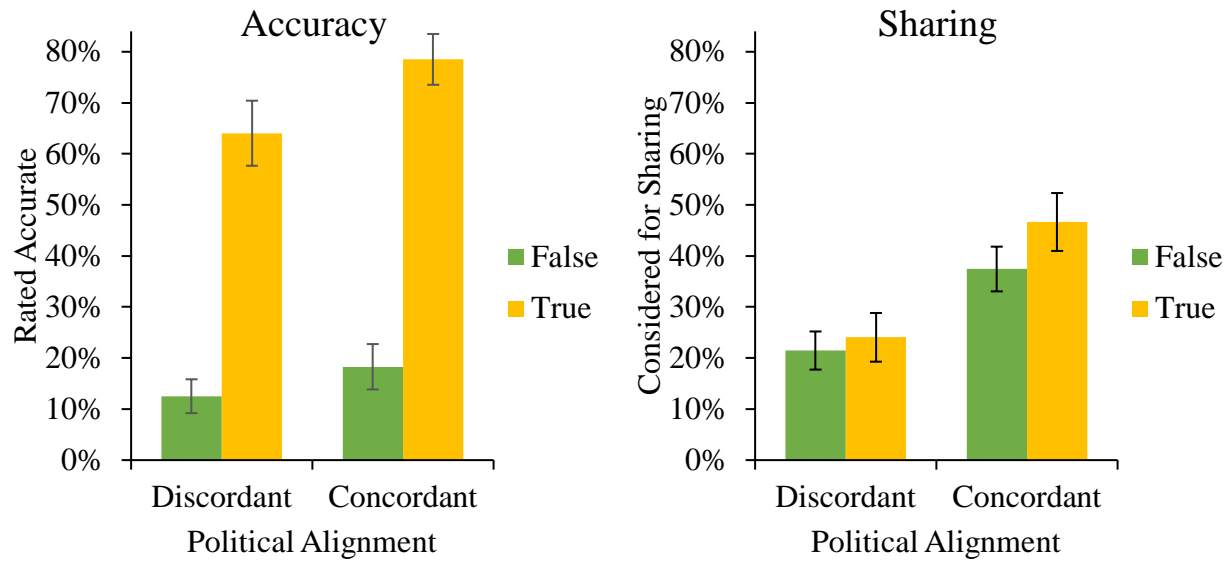 Accuracy
Rated Accurate
80%
70%
60%
50%
40%
30%
20%
10%
0%
Discordant Concordant
Political Alignment
False
True
Sharing
Considered for Sharing
80%
70%
60%
50%
40%
30%
20%
10%
0%
Discordant Concordant
Political Alignment
False
True